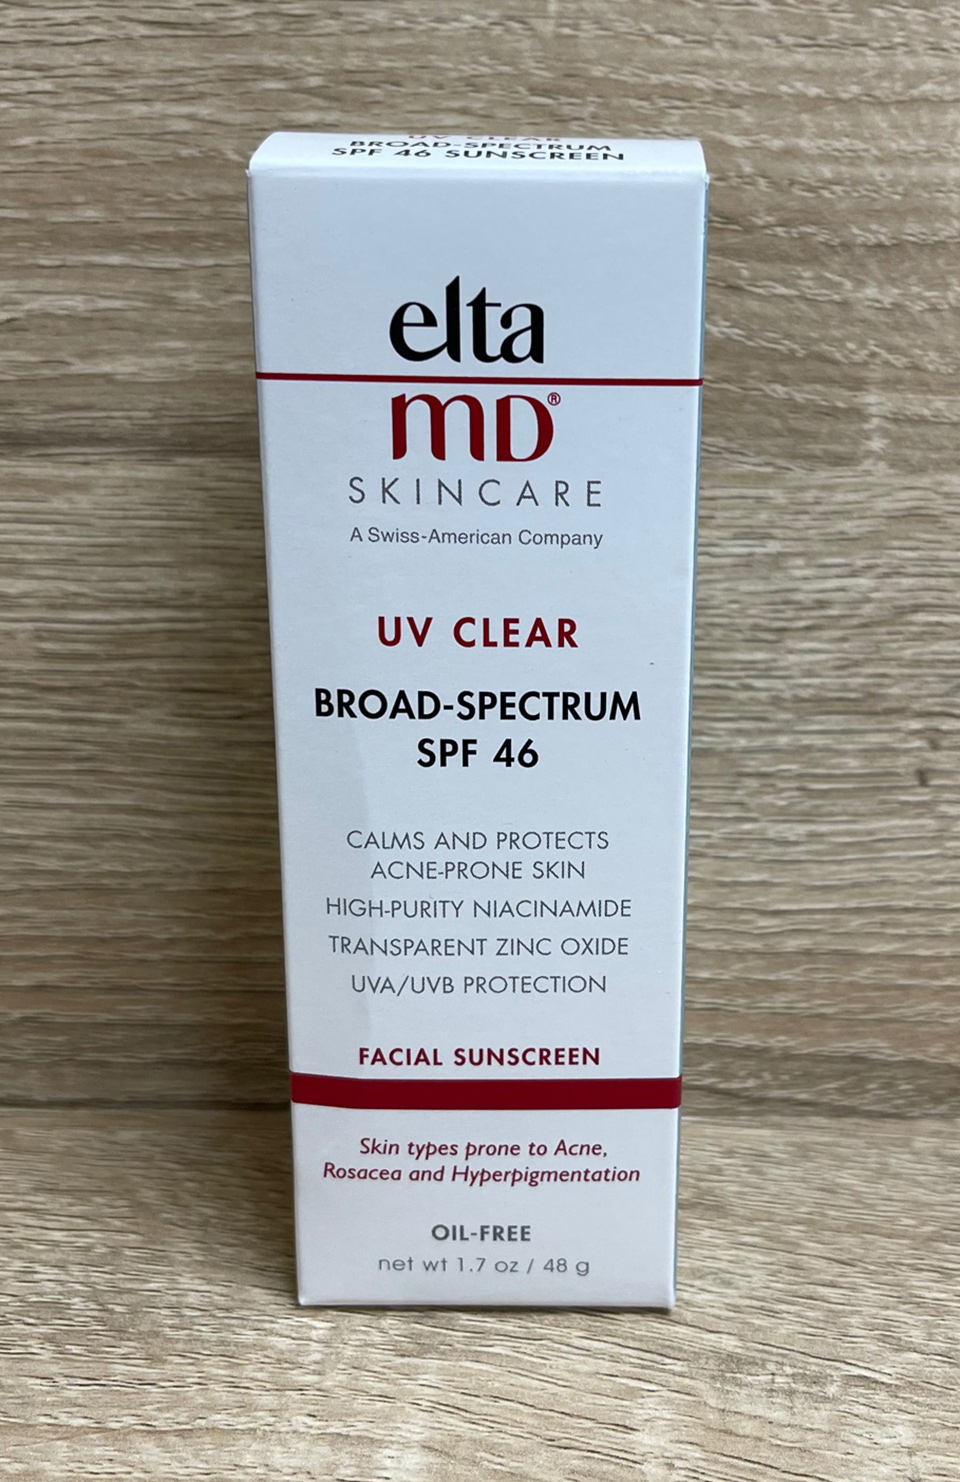 UV CLEAR
BROAD-SPECTRUM
SPF 46 SUNSCREEN
elta
MD®
SKINCARE
A Swiss-American Company
UV CLEAR
BROAD-SPECTRUM
SPF 46
CALMS AND PROTECTS
ACNE-PRONE SKIN
HIGH-PURITY NIACINAMIDE
TRANSPARENT ZINC OXIDE
UVA/UVB PROTECTION
FACIAL SUNSCREEN
Skin types prone to Acne,
Rosacea and Hyperpigmentation
OIL-FREE
net wt 1.7 oz / 48 g